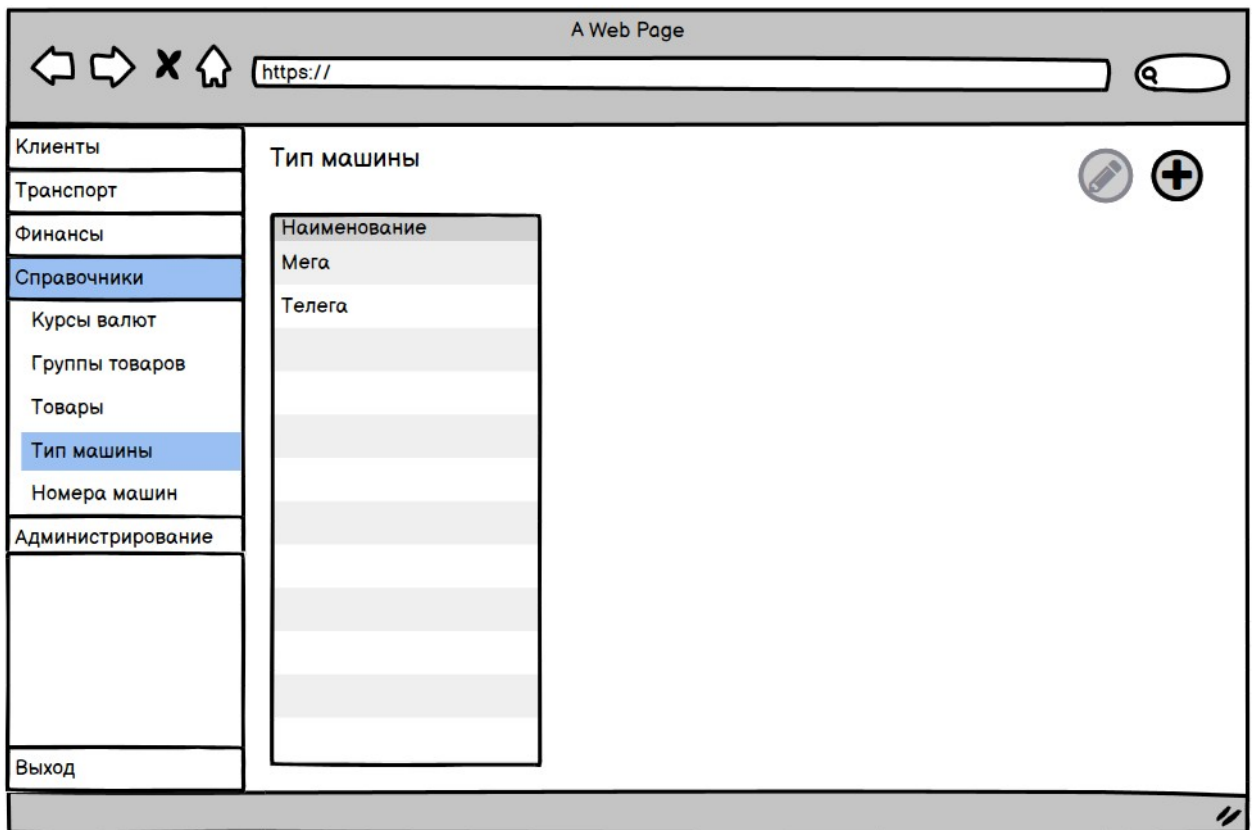 A Web Page
https://
Клиенты
Транспорт
Финансы
Справочники
Курсы валют
Группы товаров
Товары
Тип машины
Номера машин
Администрирование
Выход
Тип машины
Наименование
Мега
Телега